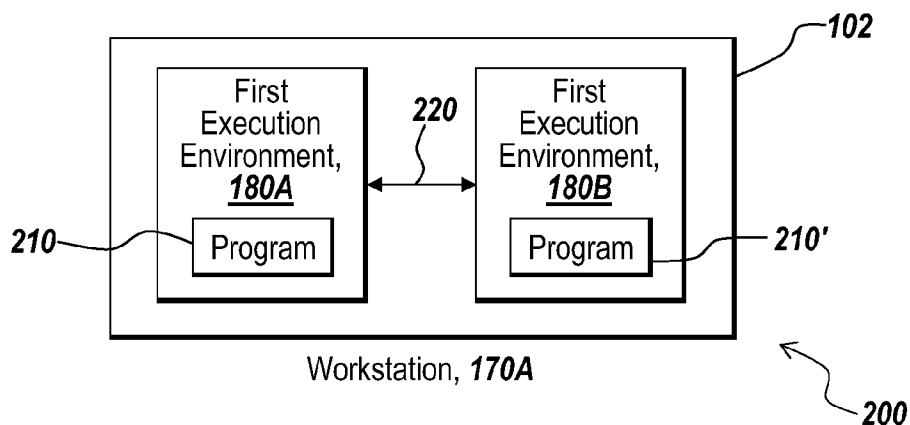 102
First
Execution
Environment,
180A
220
First
Execution
Environment,
180B
210
Program
Program
210'
Workstation, 170A
200